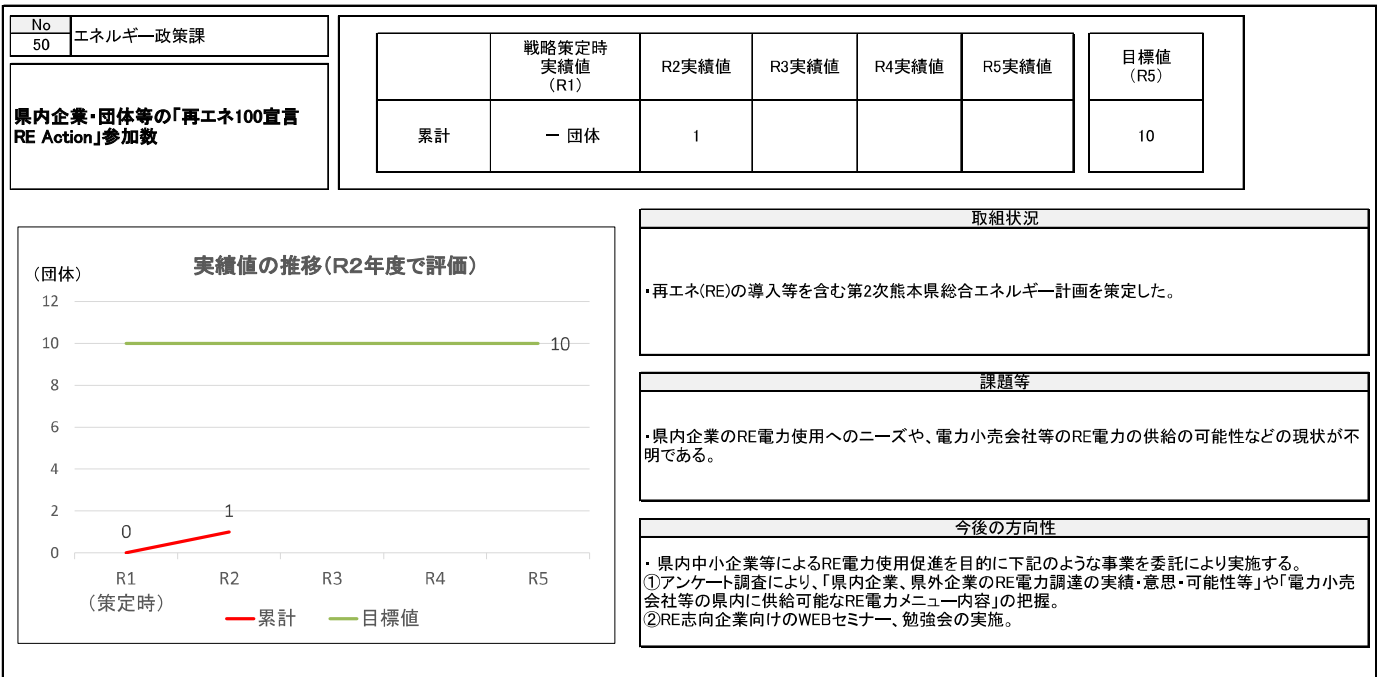 No
50
エネルギー政策課
県内企業・団体等の「再エネ100宣言
RE Action」参加数
戦略策定時
実績値
（R1）
R2実績値
R3実績値
R4実績値
R5実績値
目標値
（R5）
累計
－ 団体
1
10
実績値の推移（R2年度で評価）
（団体）
12
10
8
6
4
2
0
10
0
1
R1
R2
R3
R4
R5
（策定時）
累計
目標値
取組状況
・再エネ(RE)の導入等を含む第2次熊本県総合エネルギー計画を策定した。
課題等
・県内企業のRE電力使用へのニーズや、電力小売会社等のRE電力の供給の可能性などの現状が不
明である。
今後の方向性
・ 県内中小企業等によるRE電力使用促進を目的に下記のような事業を委託により実施する。
①アンケート調査により、「県内企業、県外企業のRE電力調達の実績・意思・可能性等」や「電力小売
会社等の県内に供給可能なRE電力メニュー内容」の把握。
②RE志向企業向けのWEBセミナー、勉強会の実施。